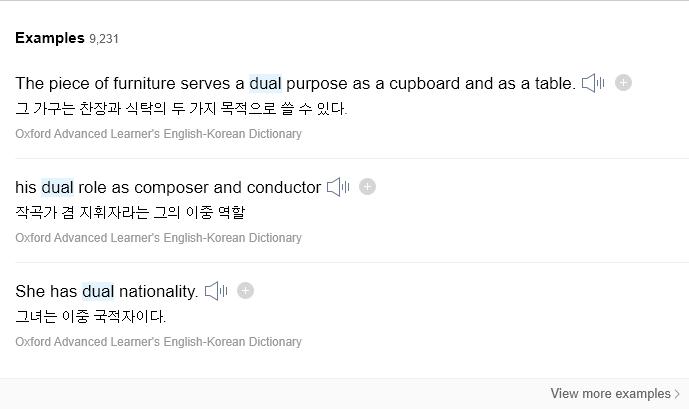 Examples 9,231
The piece of furniture serves a dual purpose as a cupboard and as a table.
그 가구는 찬장과 식탁의 두 가지 목적으로 쓸 수 있다.
Oxford Advanced Learner's English-Korean Dictionary
his dual role as composer and conductor
작곡가 겸 지휘자라는 그의 이중 역할
Oxford Advanced Learner's English-Korean Dictionary
She has dual nationality.
그녀는 이중 국적자이다.
Oxford Advanced Learner's English-Korean Dictionary
View more examples